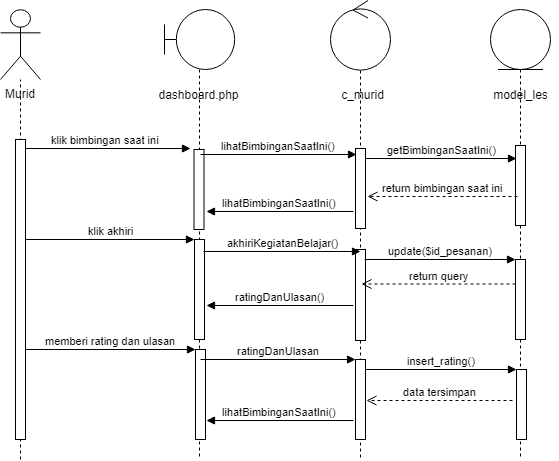 Murid
dashboard.php
c_murid
model_les
klik bimbingan saat ini
lihatBimbinganSaatIni()
getBimbinganSaatIni()
return bimbingan saat ini
lihatBimbinganSaatIni()
klik akhiri
akhiriKegiatanBelajar()
update($id_pesanan)
return query
ratingDanUlasan()
memberi rating dan ulasan
ratingDanUlasan
insert_rating()
data tersimpan
lihatBimbinganSaatIni()